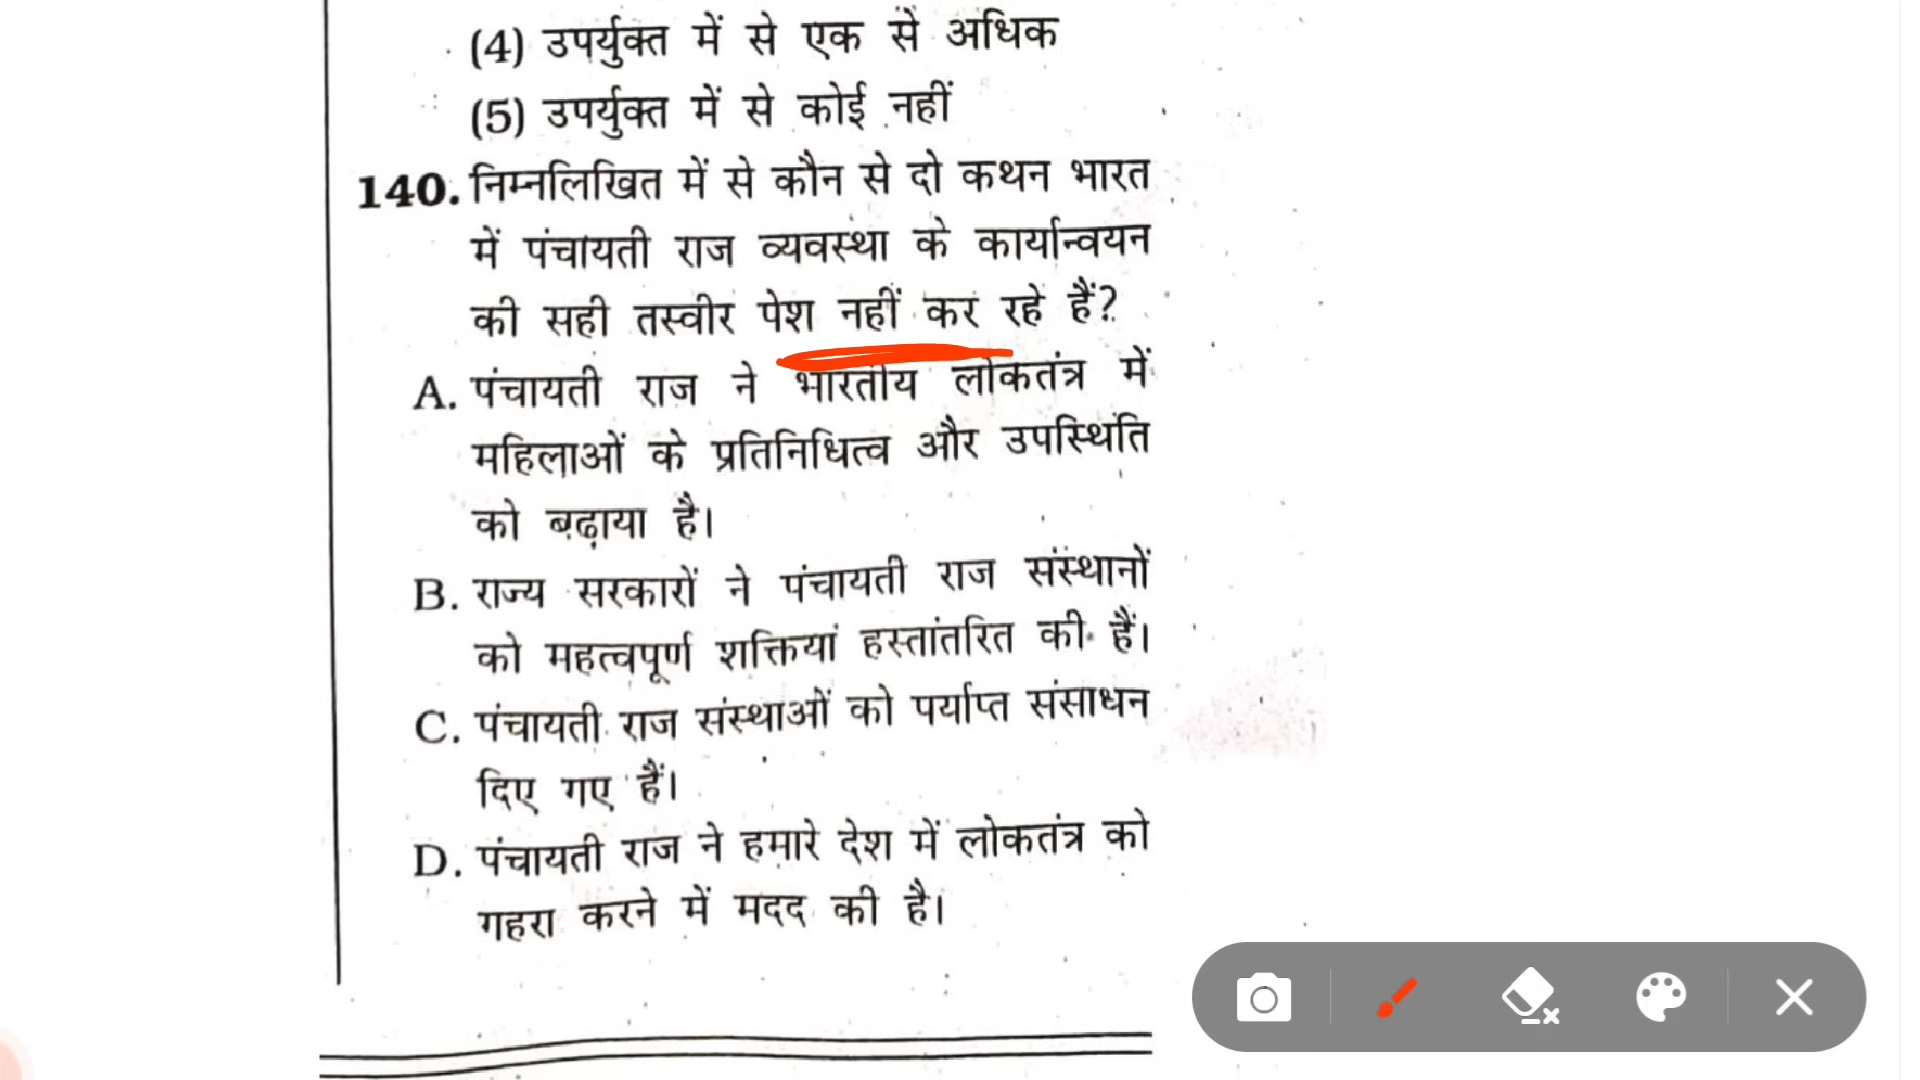 (4) उपर्युक्त में से एक से अधिक
(5) उपर्युक्त में से कोई नहीं
140. निम्नलिखित में से कौन से दो कथन भारत
में पंचायती राज व्यवस्था के कार्यान्वयन
की सही तस्वीर पेश नहीं कर रहे हैं?
A. पंचायती राज ने भारतीय लोकतंत्र में
महिलाओं के प्रतिनिधित्व और उपस्थिति
को बढ़ाया है।
B. राज्य सरकारों ने पंचायती राज संस्थानों
को महत्वपूर्ण शक्तियां हस्तांतरित की हैं।
C. पंचायती राज संस्थाओं को पर्याप्त संसाधन
दिए गए हैं।
D. पंचायती राज ने हमारे देश में लोकतंत्र को
गहरा करने में मदद की है।